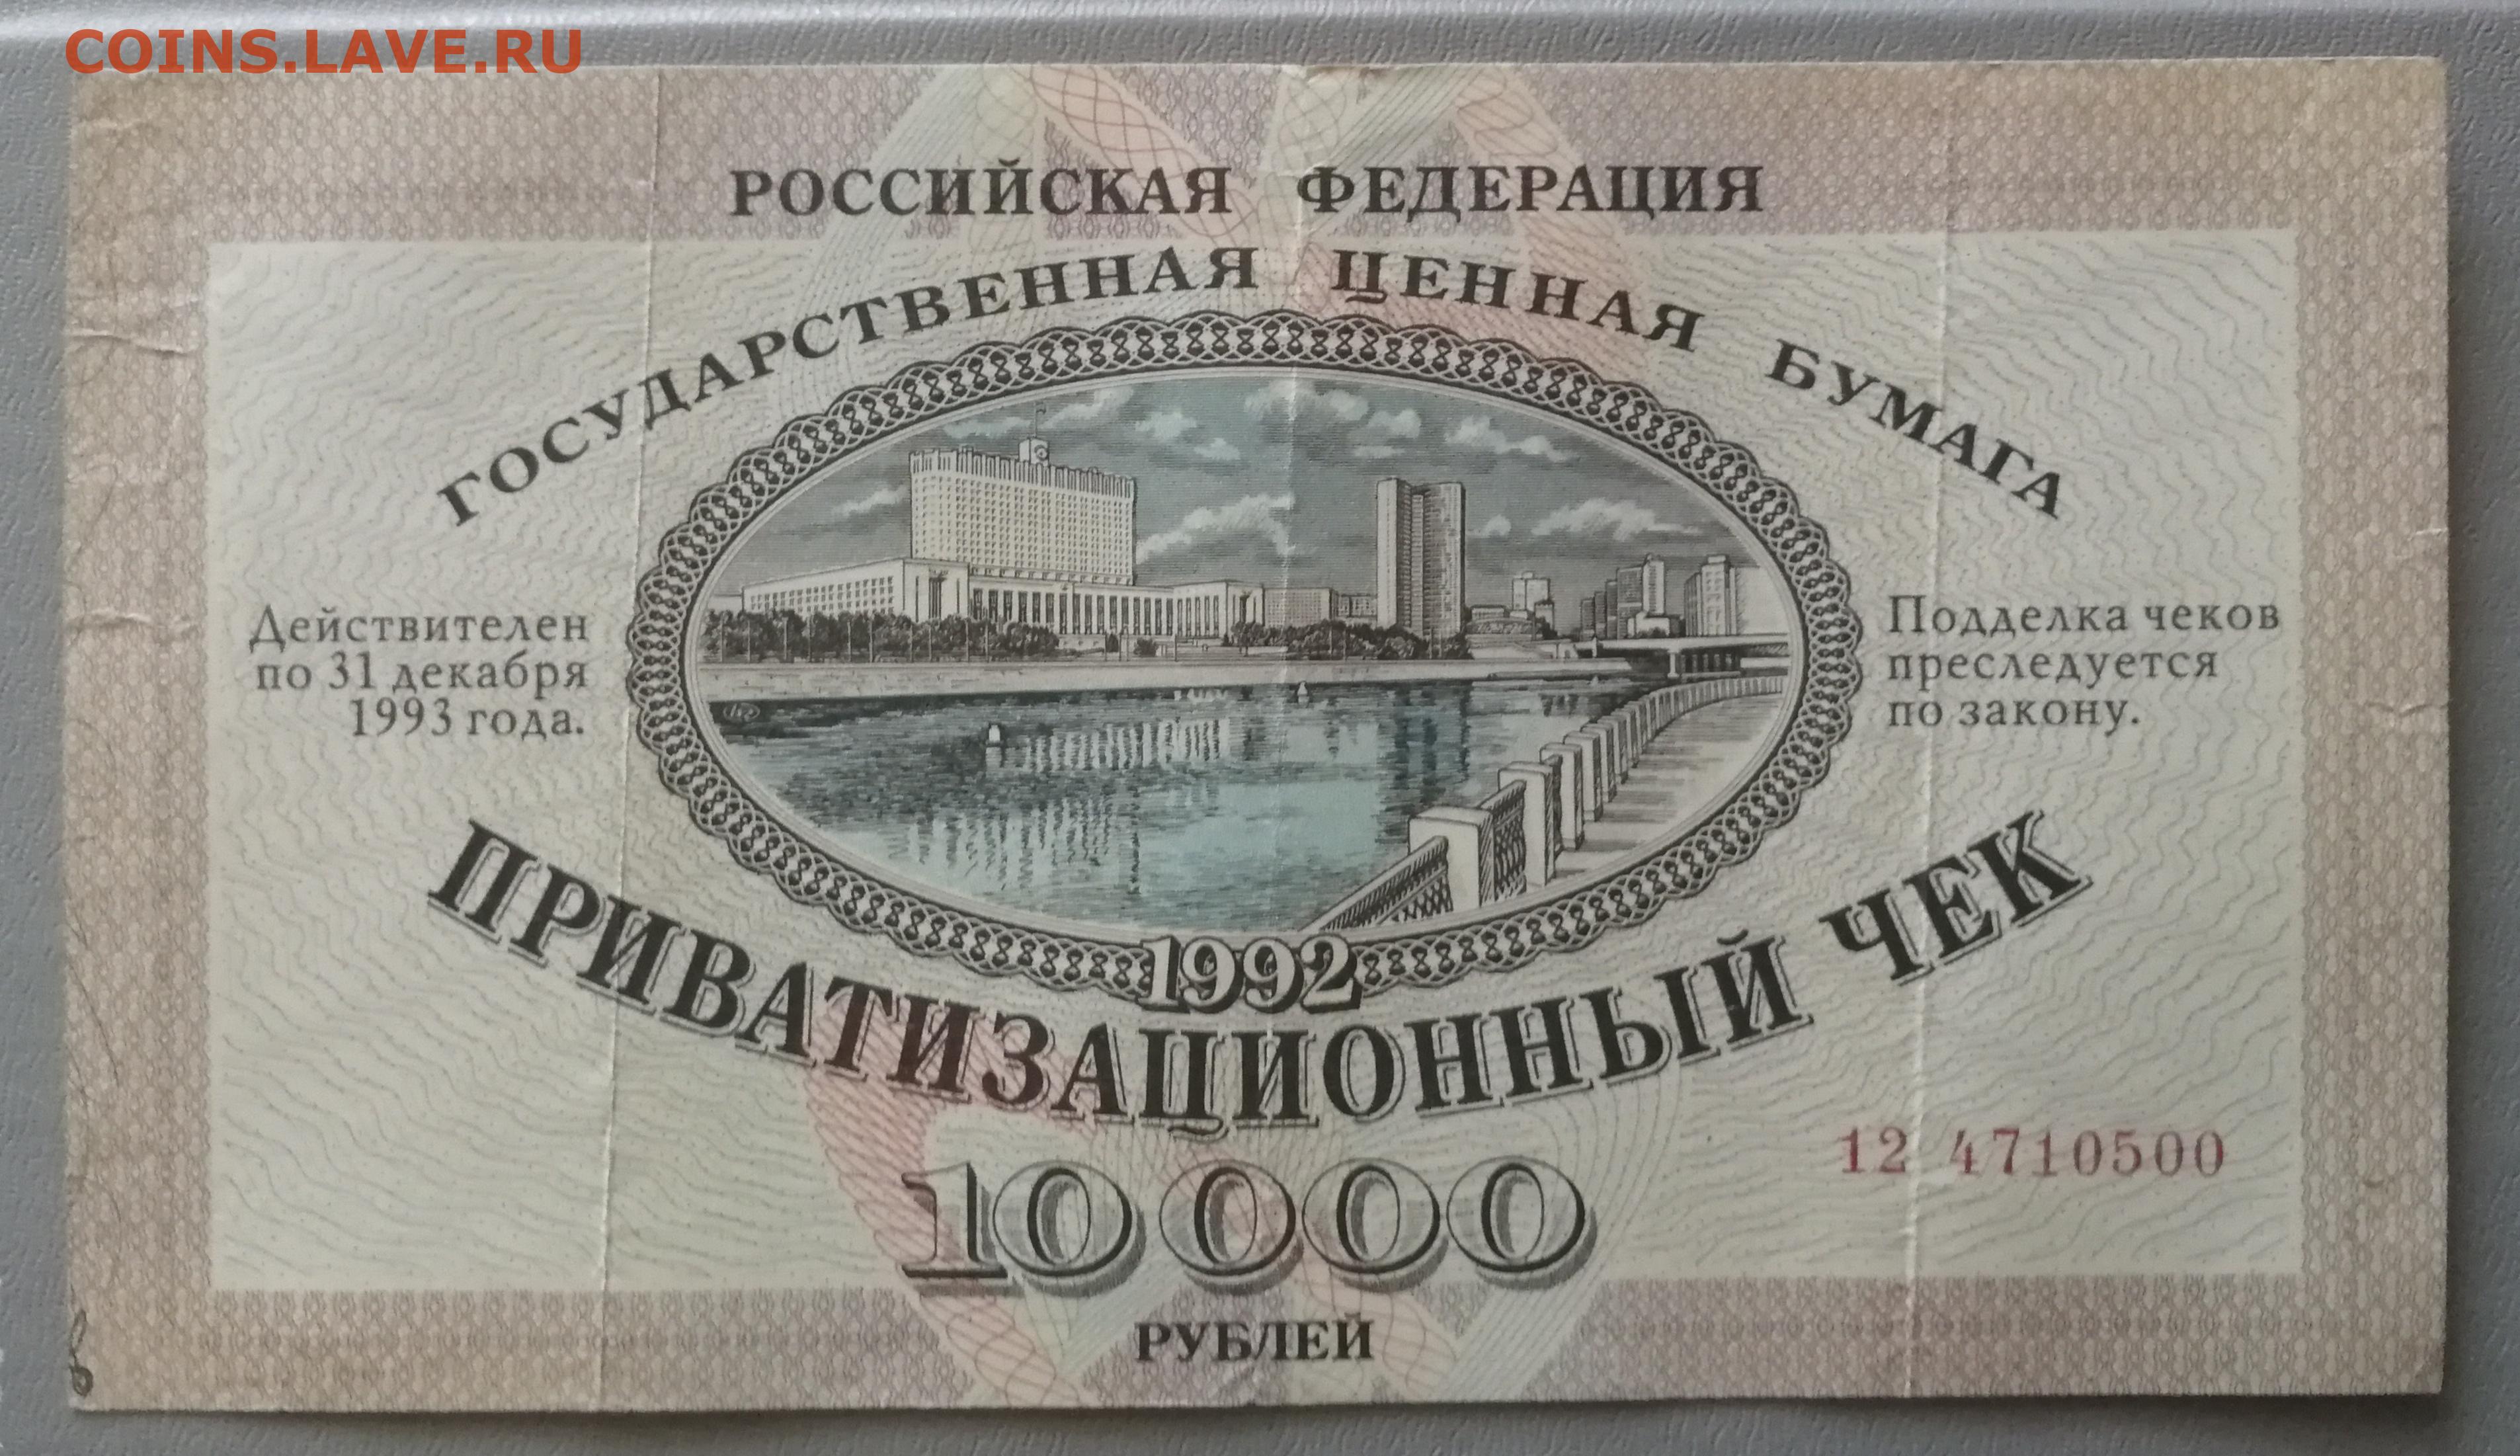 COINS.LAVE.RU
РОССИЙСКАЯ ФЕДЕРАЦИЯ
ГОСУДАРСТВЕННАЯ ЦЕННАЯ БУМАГА
Действителен
по 31 декабря
1993 года.
Подделка чеков
преследуется
по закону.
1992
ПРИВАТИЗАЦИОННЫЙ ЧЕК
12 4710500
10 000
РУБЛЕЙ